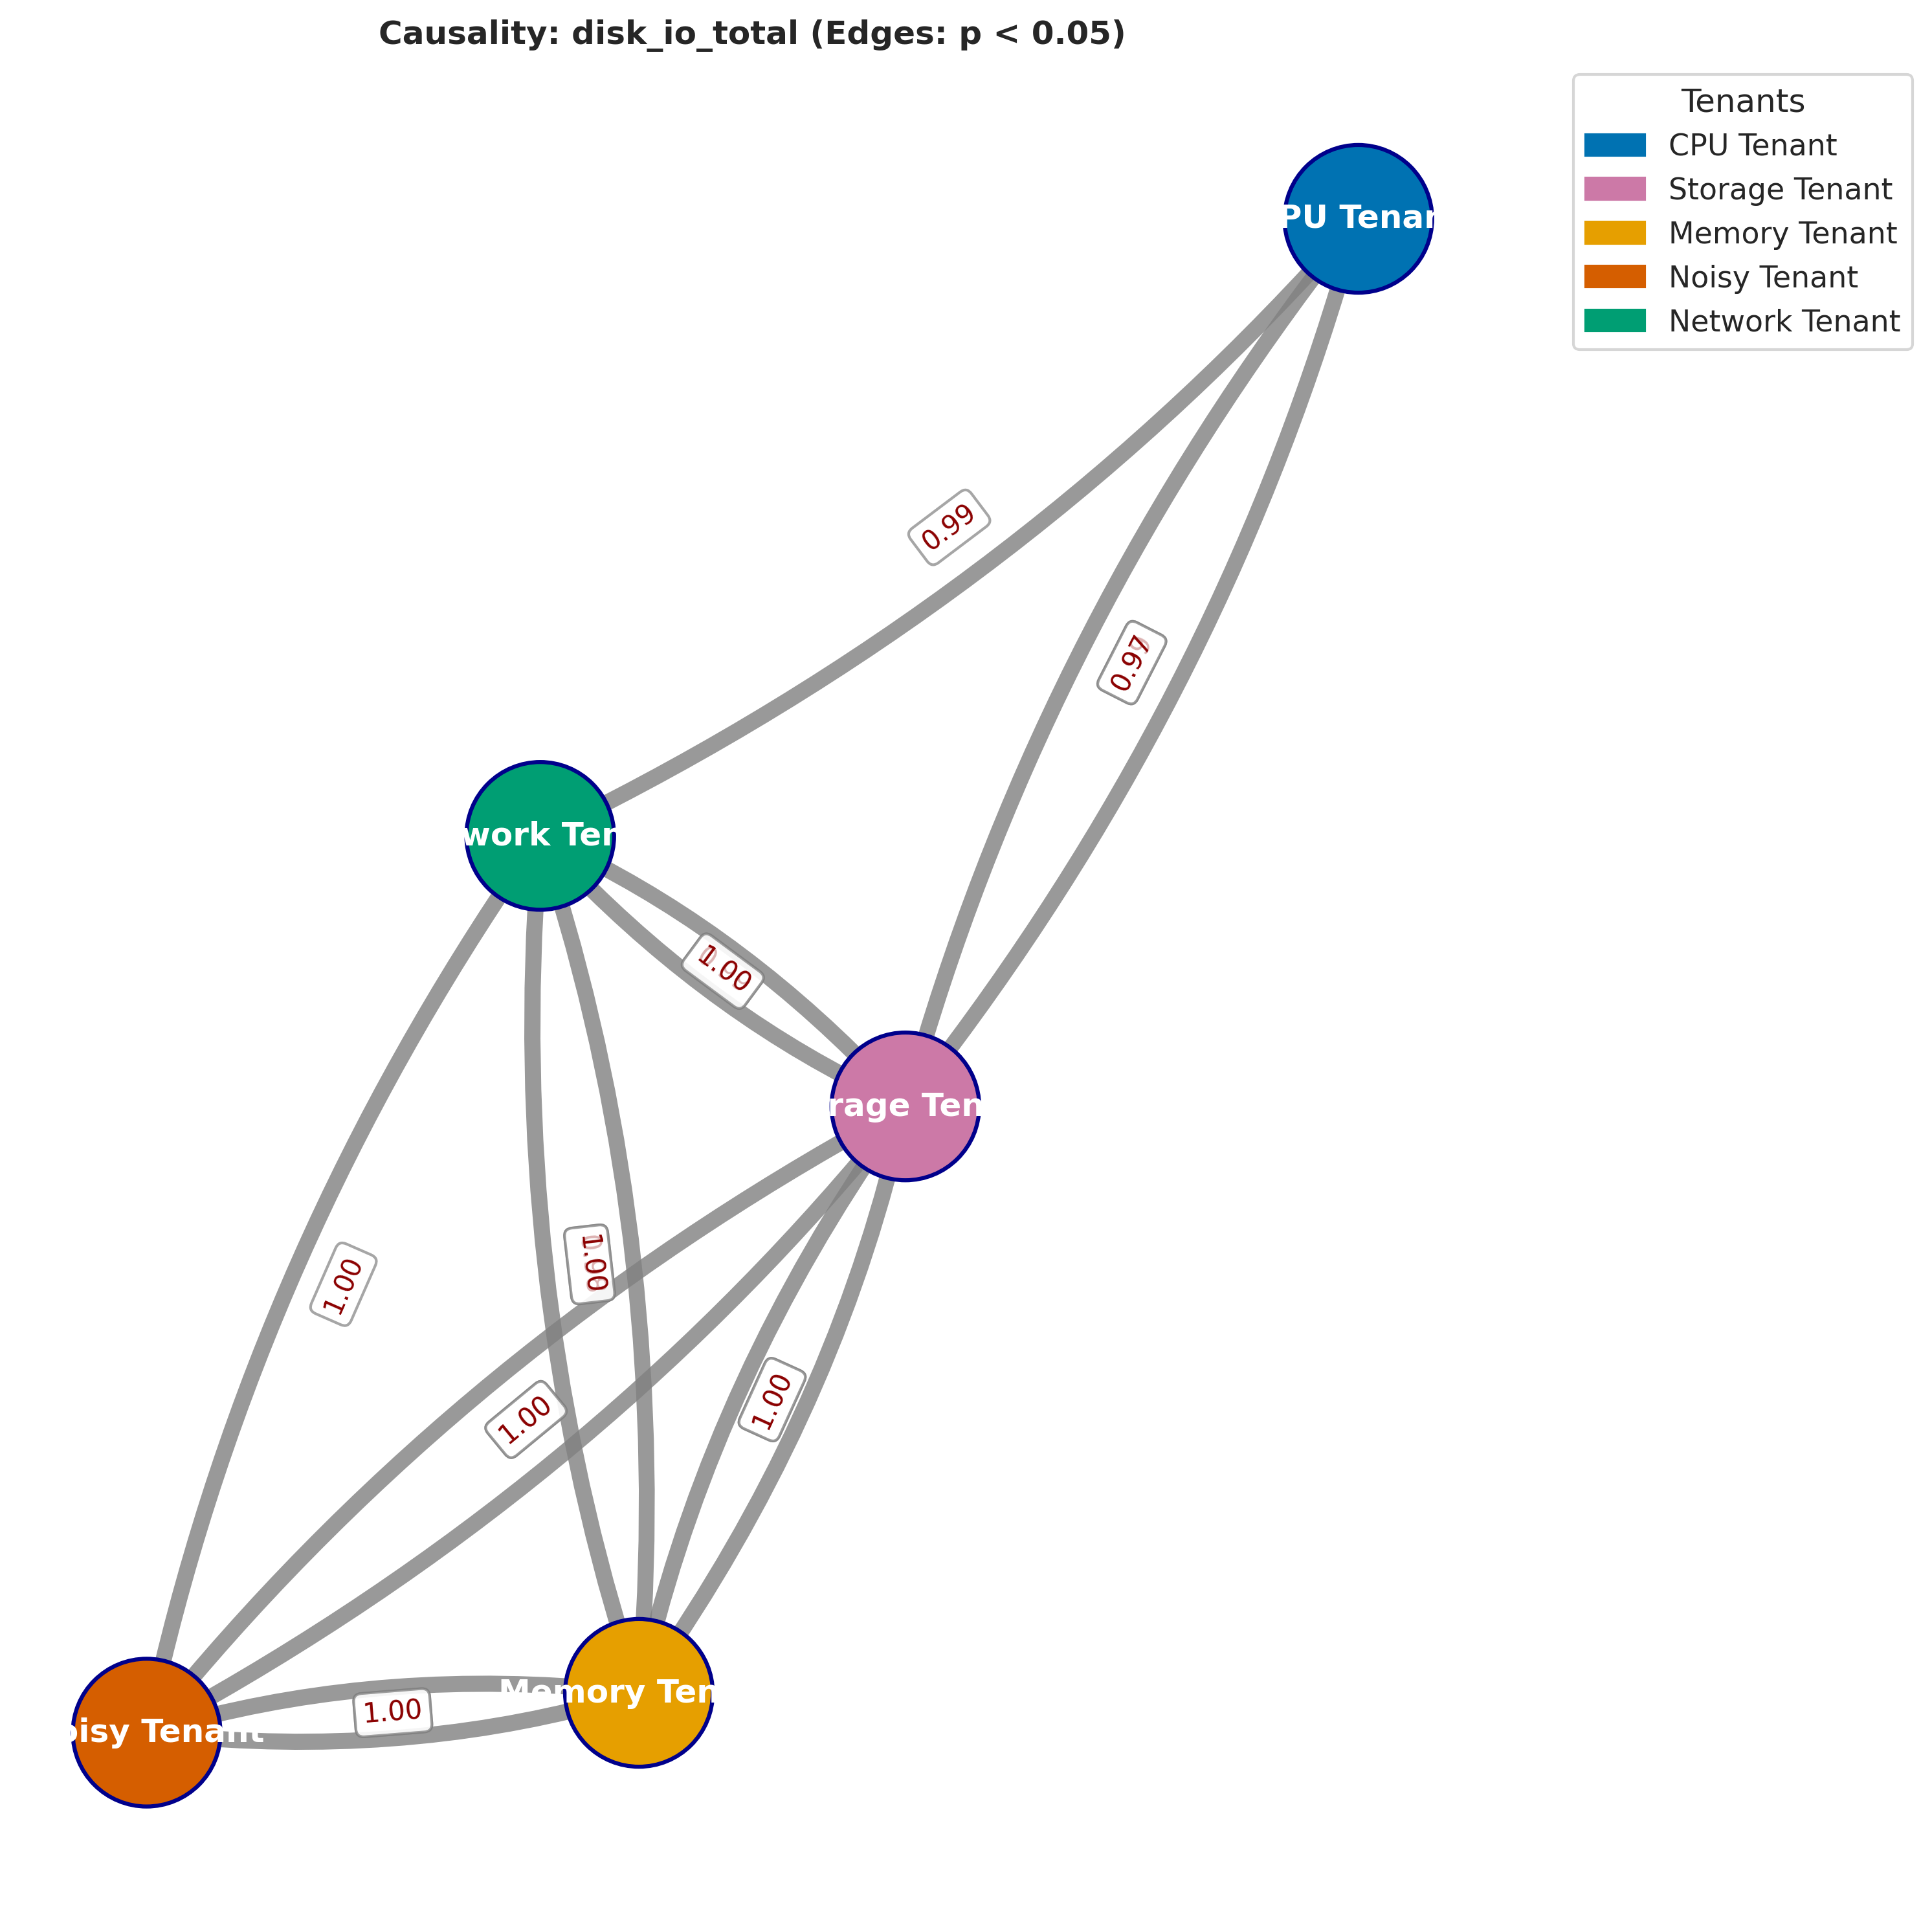 Causality: disk_io_total (Edges: p < 0.05)
Tenants
CPU Tenant
Storage Tenant
Memory Tenant
Noisy Tenant
Network Tenant
PU Tenan
0.99
0.97
work Ten
1.00
rage Ten
1.00
1.00
1.00
1.00
Memory Ten
1.00
oisy Tenant